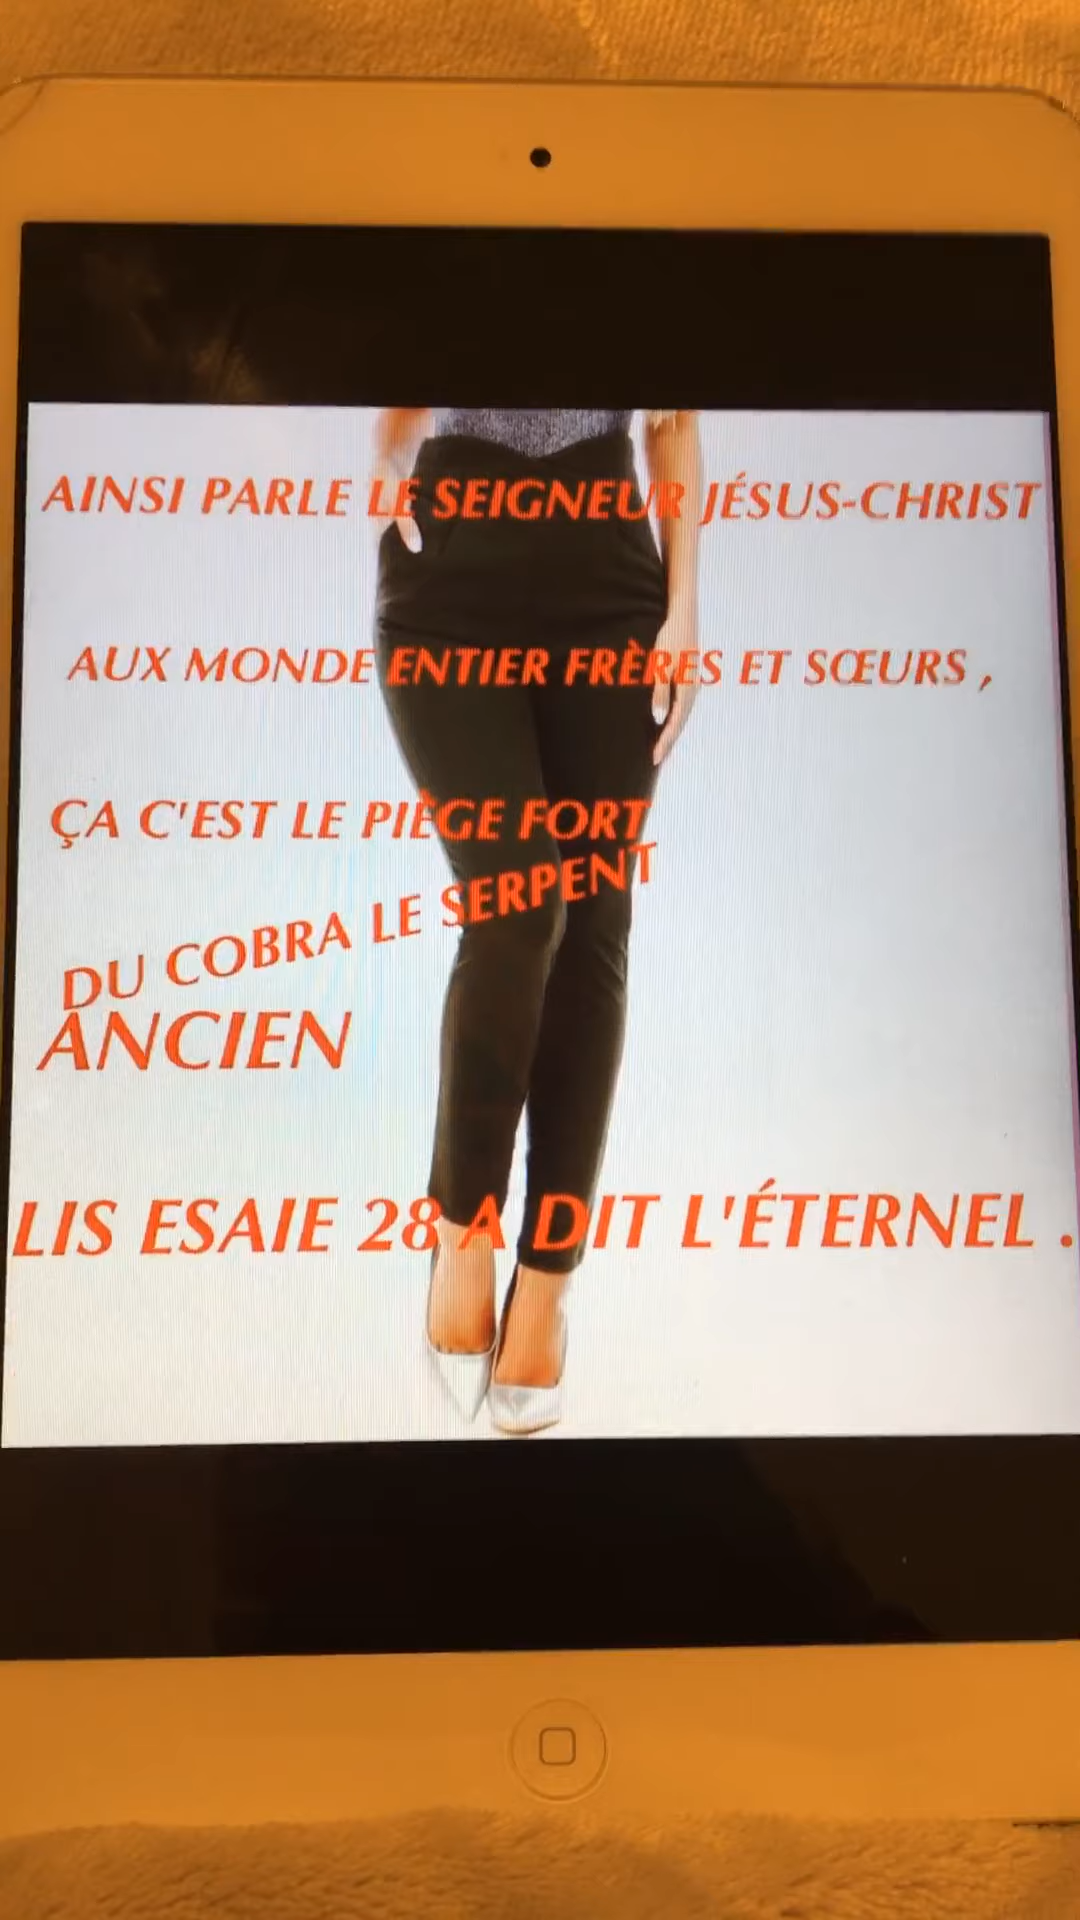 AINSI PARLE LE SEIGNEUR JÉSUS-CHRIST
AUX MONDE ENTIER FRÈRES ET SŒURS ,
ÇA C'EST LE PIÈGE FORT
DU COBRA LE SERPENT
ANCIEN
LIS ESAIE 28 A DIT L'ÉTERNEL .